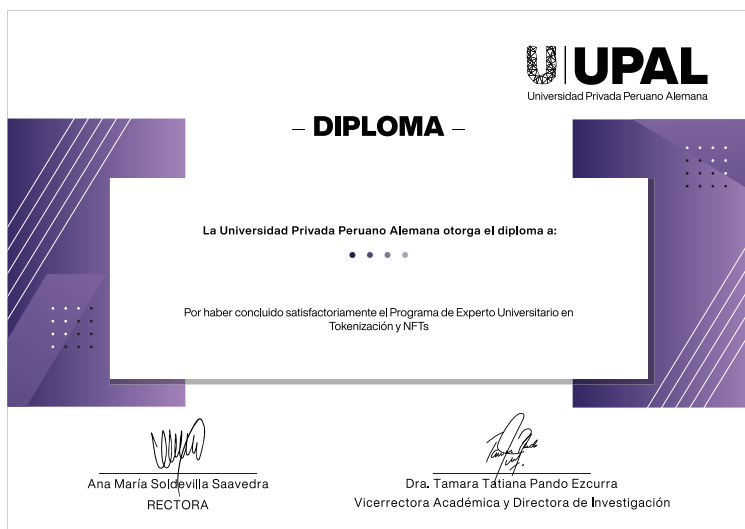 UPAL
Universidad Privada Peruano Alemana
– DIPLOMA –
La Universidad Privada Peruano Alemana otorga el diploma a:
Por haber concluido satisfactoriamente el Programa de Experto Universitario en
Tokenización y NFTs
Ana María Soldevilla Saavedra
RECTORA
Dra. Tamara Tatiana Pando Ezcurra
Vicerrectora Académica y Directora de Investigación